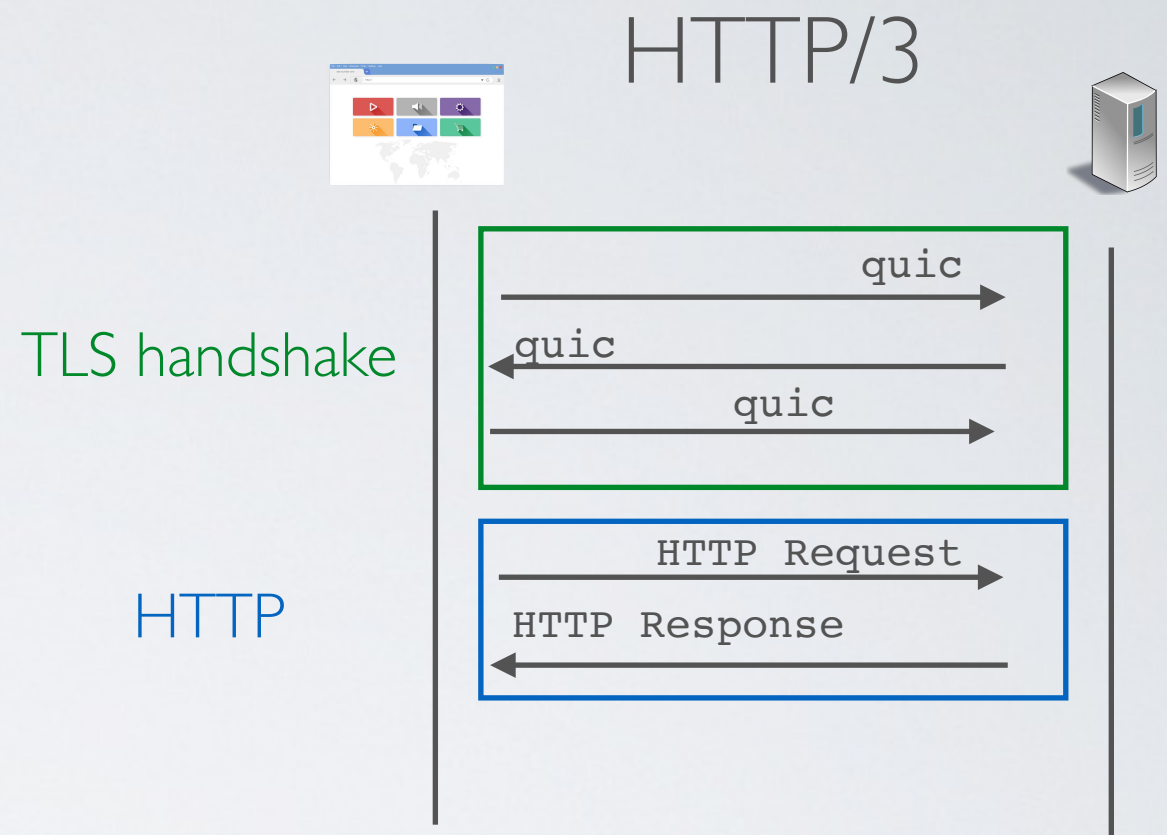 HTTP/3
quic
TLS handshake
quic
quic
HTTP Request
HTTP
HTTP Response